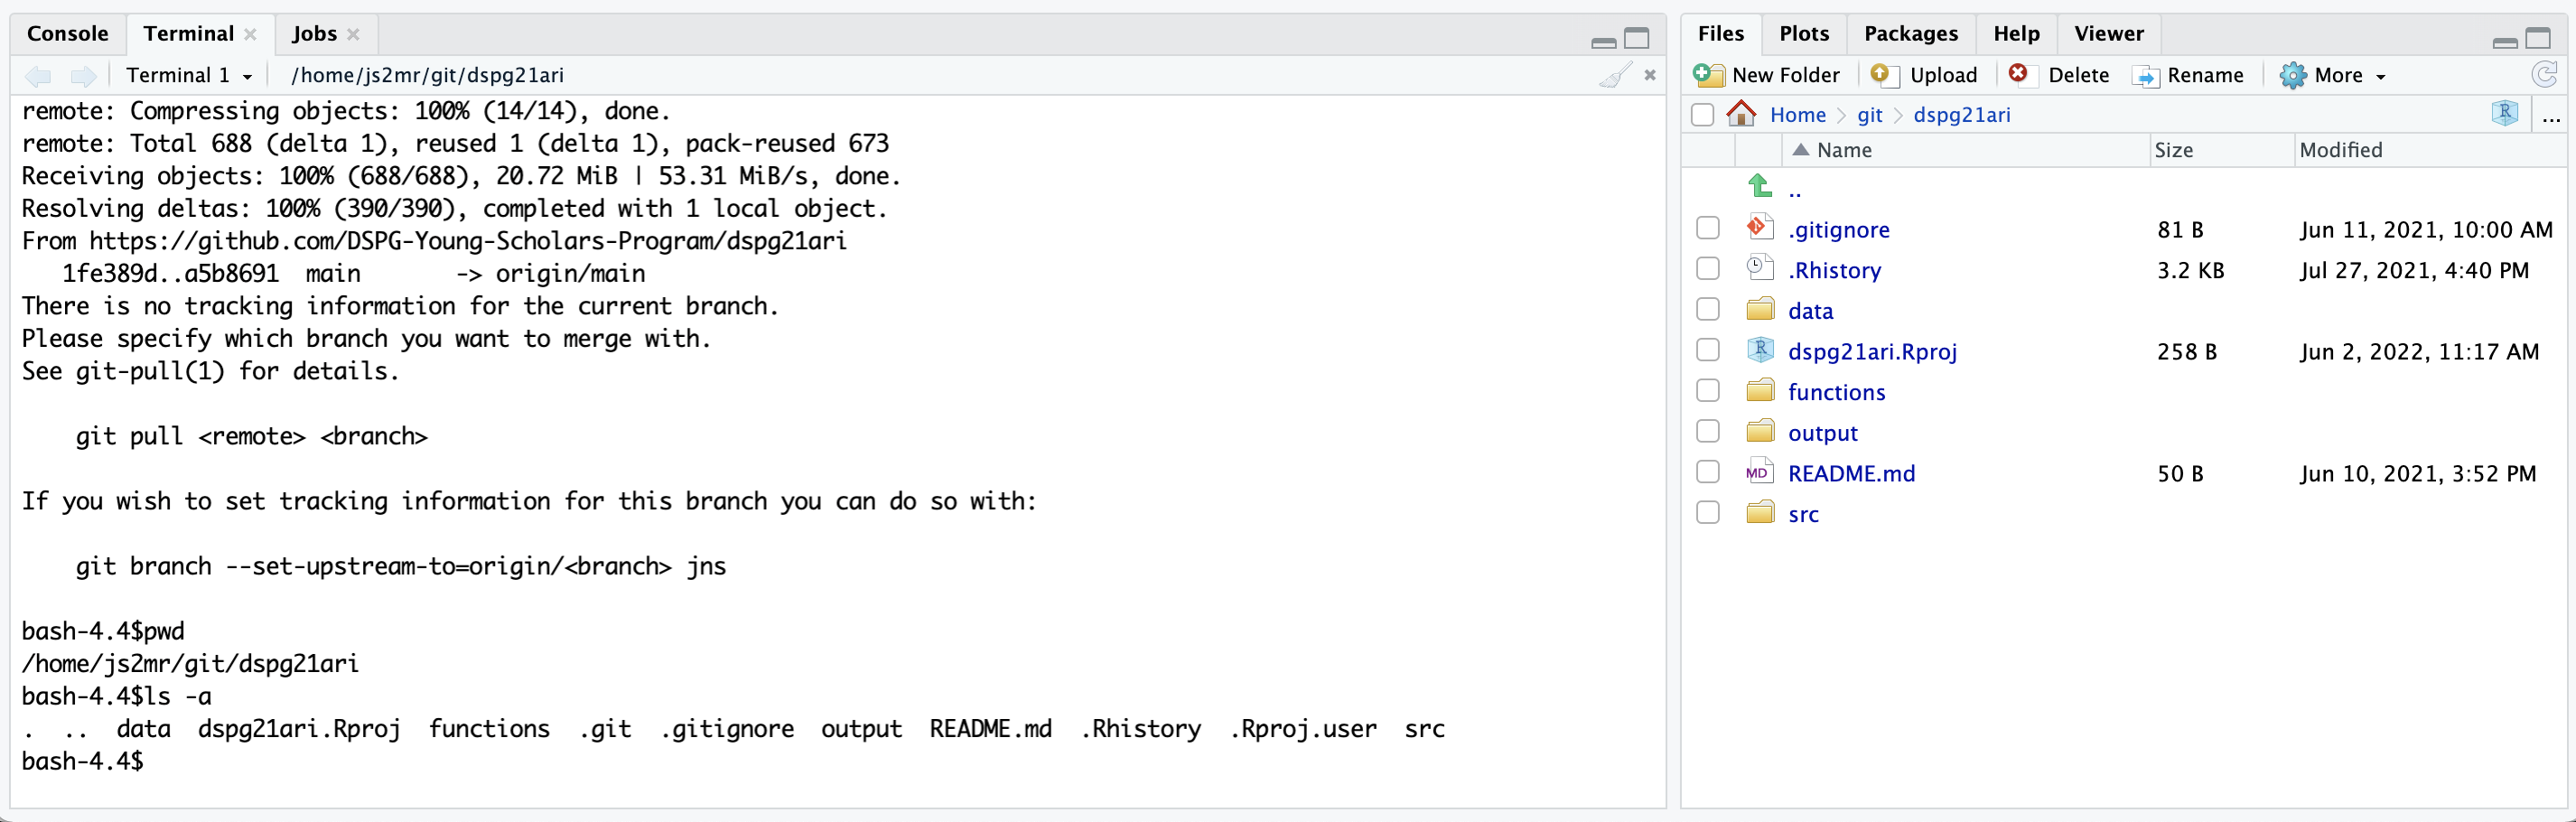 Console Terminal Jobs
Terminal 1 /home/js2mr/git/dspg21ari
remote: Compressing objects: 100% (14/14), done.
remote: Total 688 (delta 1), reused 1 (delta 1), pack-reused 673
Receiving objects: 100% (688/688), 20.72 MiB | 53.31 MiB/s, done.
Resolving deltas: 100% (390/390), completed with 1 local object.
From https://github.com/DSPG-Young-Scholars-Program/dspg21ari
   1fe389d..a5b8691  main       -> origin/main
There is no tracking information for the current branch.
Please specify which branch you want to merge with.
See git-pull(1) for details.
    git pull <remote> <branch>
If you wish to set tracking information for this branch you can do so with:
    git branch --set-upstream-to=origin/<branch> jns
bash-4.4$pwd
/home/js2mr/git/dspg21ari
bash-4.4$ls -a
.  ..  data  dspg21ari.Rproj  functions  .git  .gitignore  output  README.md  .Rhistory  .Rproj.user  src
bash-4.4$
Files Plots Packages Help Viewer
New Folder Upload Delete Rename More
Home > git > dspg21ari R ...
Name Size Modified
..
.gitignore 81 B Jun 11, 2021, 10:00 AM
.Rhistory 3.2 KB Jul 27, 2021, 4:40 PM
data
R dspg21ari.Rproj 258 B Jun 2, 2022, 11:17 AM
functions
output
MD README.md 50 B Jun 10, 2021, 3:52 PM
src